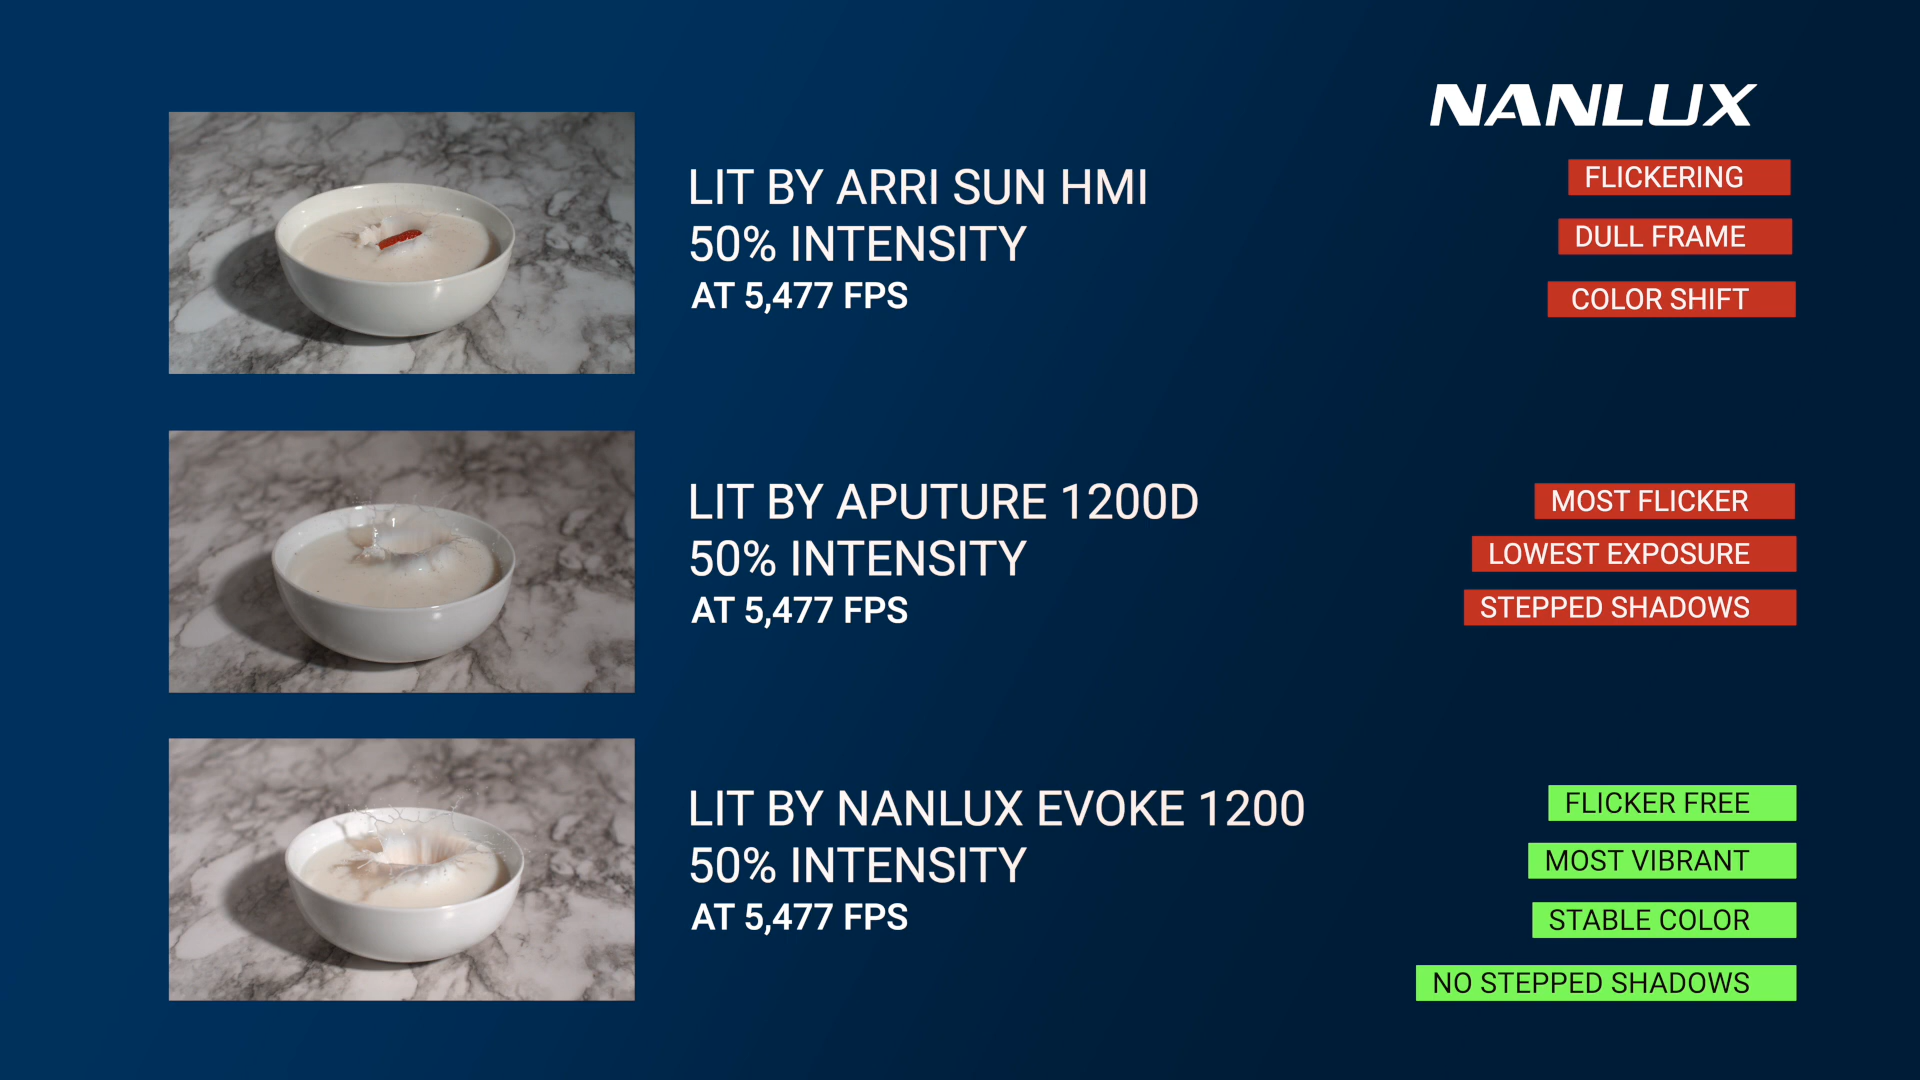 NANLUX
LIT BY ARRI SUN HMI
50% INTENSITY
AT 5,477 FPS
FLICKERING
DULL FRAME
COLOR SHIFT
LIT BY APUTURE 1200D
50% INTENSITY
AT 5,477 FPS
MOST FLICKER
LOWEST EXPOSURE
STEPPED SHADOWS
LIT BY NANLUX EVOKE 1200
50% INTENSITY
AT 5,477 FPS
FLICKER FREE
MOST VIBRANT
STABLE COLOR
NO STEPPED SHADOWS